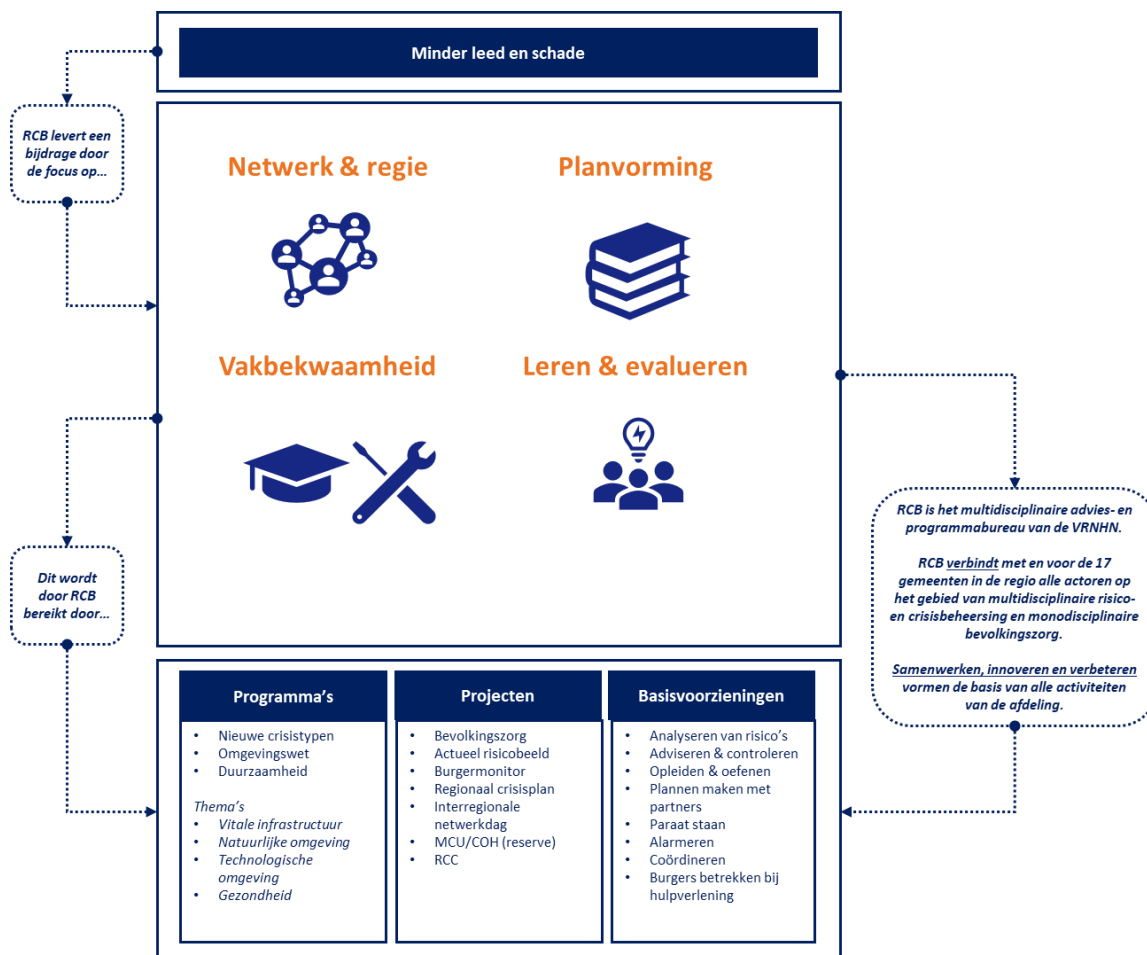 Minder leed en schade
RCB levert een
bijdrage door
de focus op…
Netwerk & regie
Planvorming
Vakbekwaamheid
Leren & evalueren
Dit wordt
door RCB
bereikt door…
RCB is het multidisciplinaire advies- en
programmabureau van de VRNHN.
RCB verbindt met en voor de 17
gemeenten in de regio alle actoren op
het gebied van multidisciplinaire risico-
en crisisbeheersing en monodisciplinaire
bevolkingszorg.
Samenwerken, innoveren en verbeteren
vormen de basis van alle activiteiten
van de afdeling.
Programma's
• Nieuwe crisistypen
• Omgevingswet
• Duurzaamheid
Thema's
• Vitale infrastructuur
• Natuurlijke omgeving
• Technologische
omgeving
• Gezondheid
Projecten
• Bevolkingszorg
• Actueel risicobeeld
• Burgermonitor
• Regionaal crisisplan
• Interregionale
netwerkdag
• MCU/COH (reserve)
• RCC
Basisvoorzieningen
• Analyseren van risico's
• Adviseren & controleren
• Opleiden & oefenen
• Plannen maken met
partners
• Paraat staan
• Alarmeren
• Coördineren
• Burgers betrekken bij
hulpverlening